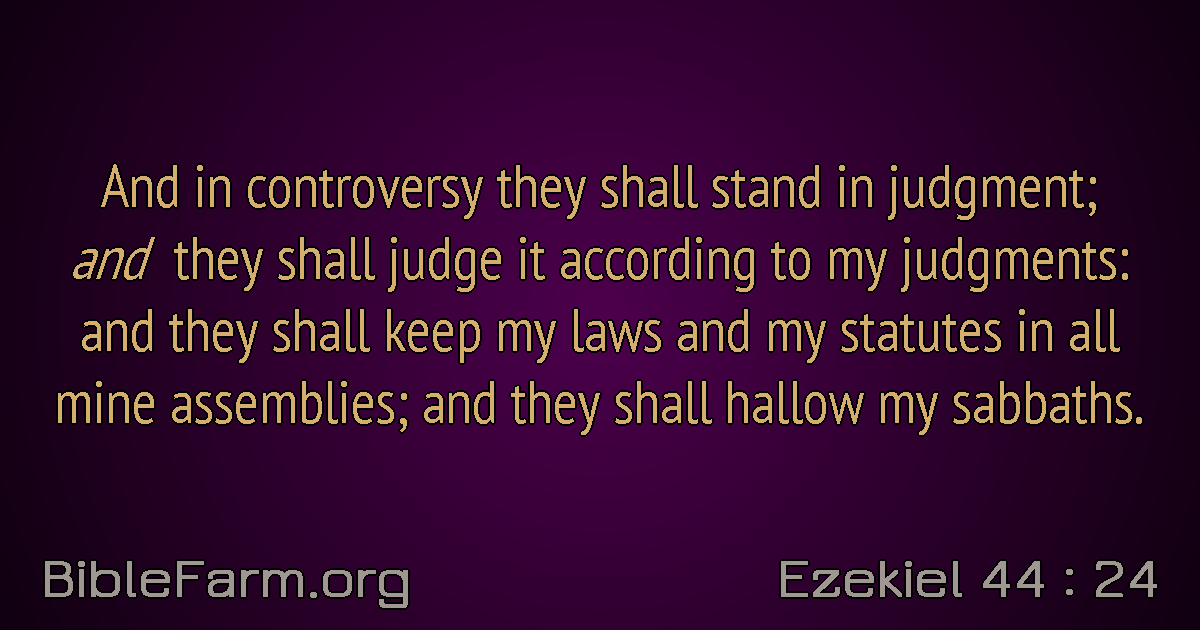 And in controversy they shall stand in judgment;
and they shall judge it according to my judgments:
and they shall keep my laws and my statutes in all
mine assemblies; and they shall hallow my sabbaths.
BibleFarm.org
Ezekiel 44 : 24